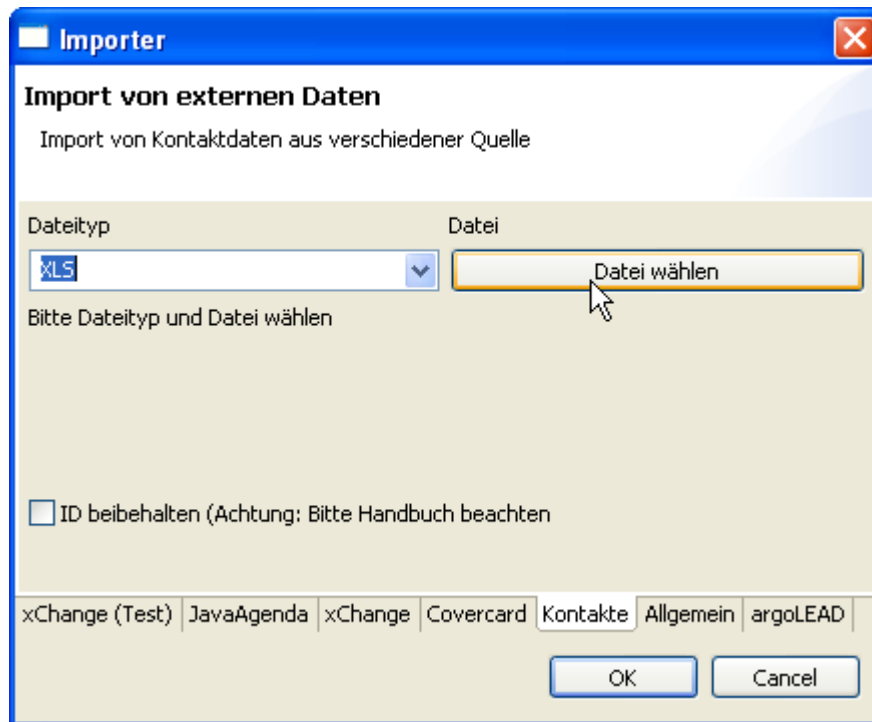 Importer
Import von externen Daten
Import von Kontaktdaten aus verschiedener Quelle
Dateityp Datei
XLS Datei wählen
Bitte Dateityp und Datei wählen
ID beibehalten (Achtung: Bitte Handbuch beachten
xChange (Test) JavaAgenda xChange Covercard Kontakte Allgemein argoLEAD
OK Cancel